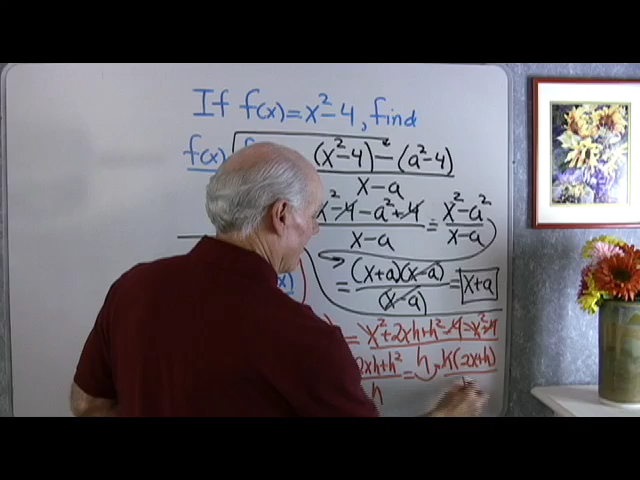 If f(x)=x²-4, find
f(x) (x²-4)-(a²-4)
x-a
x²-4-a²+4 = x²-a²
x-a x-a
= (x+a)(x-a) = x+a
(x-a)
= x²+2xh+h²-4-x²+4
2xh+h² = h(2x+h)
h h